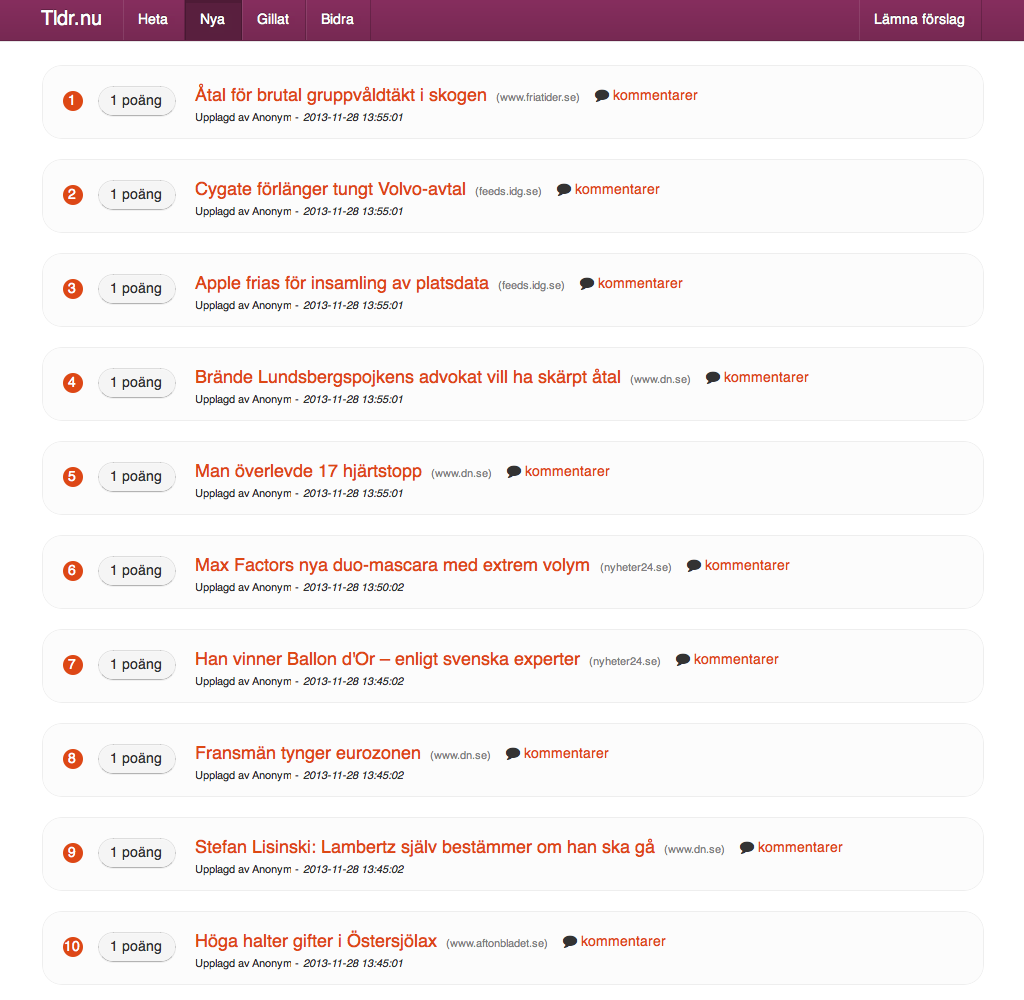 Tldr.nu Heta Nya Gillat Bidra Lämna förslag
1 1 poäng Åtal för brutal gruppvåldtäkt i skogen (www.friatider.se) kommentarer
Upplagd av Anonym - 2013-11-28 13:55:01
2 1 poäng Cygate förlänger tungt Volvo-avtal (feeds.idg.se) kommentarer
Upplagd av Anonym - 2013-11-28 13:55:01
3 1 poäng Apple frias för insamling av platsdata (feeds.idg.se) kommentarer
Upplagd av Anonym - 2013-11-28 13:55:01
4 1 poäng Brände Lundsbergspojkens advokat vill ha skärpt åtal (www.dn.se) kommentarer
Upplagd av Anonym - 2013-11-28 13:55:01
5 1 poäng Man överlevde 17 hjärtstopp (www.dn.se) kommentarer
Upplagd av Anonym - 2013-11-28 13:55:01
6 1 poäng Max Factors nya duo-mascara med extrem volym (nyheter24.se) kommentarer
Upplagd av Anonym - 2013-11-28 13:50:02
7 1 poäng Han vinner Ballon d'Or – enligt svenska experter (nyheter24.se) kommentarer
Upplagd av Anonym - 2013-11-28 13:45:02
8 1 poäng Fransmän tynger eurozonen (www.dn.se) kommentarer
Upplagd av Anonym - 2013-11-28 13:45:02
9 1 poäng Stefan Lisinski: Lambertz själv bestämmer om han ska gå (www.dn.se) kommentarer
Upplagd av Anonym - 2013-11-28 13:45:02
10 1 poäng Höga halter gifter i Östersjölax (www.aftonbladet.se) kommentarer
Upplagd av Anonym - 2013-11-28 13:45:01